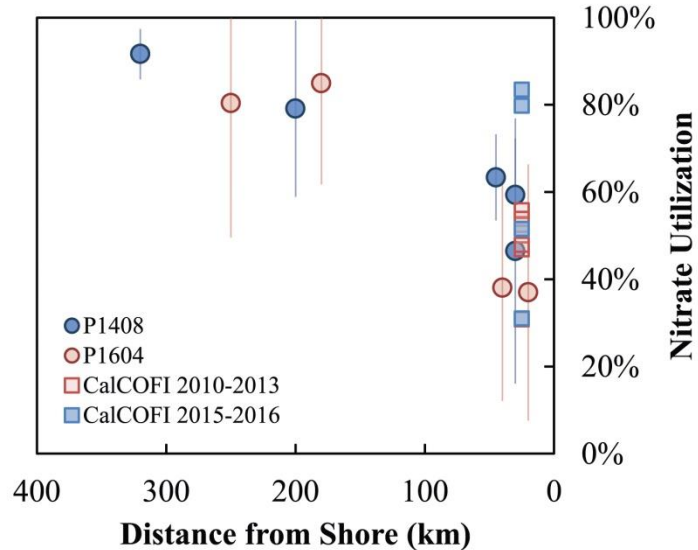 100%
80%
60%
40%
20%
0%
Nitrate Utilization
P1408
P1604
CalCOFI 2010-2013
CalCOFI 2015-2016
400 300 200 100 0
Distance from Shore (km)